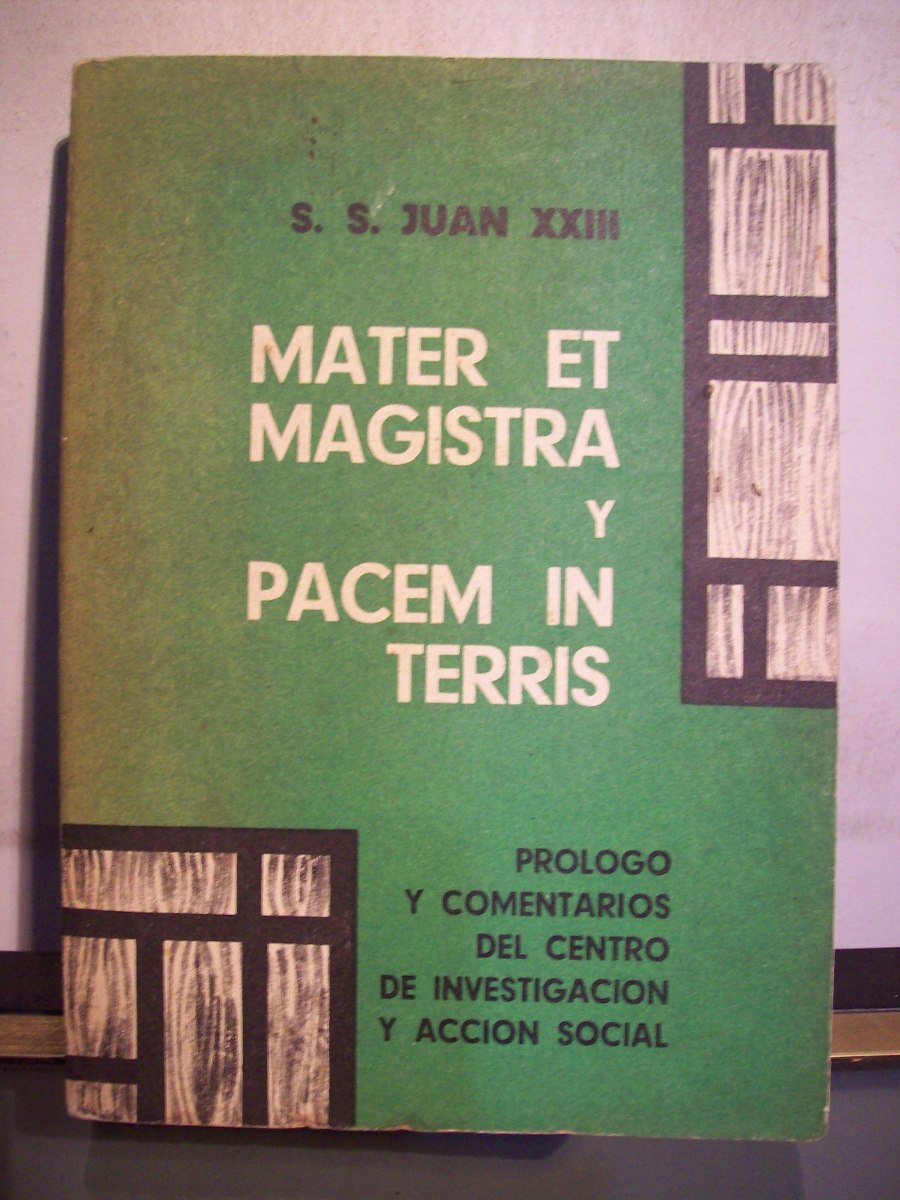 S. S. JUAN XXIII
MATER ET
MAGISTRA
Y
PACEM IN
TERRIS
PROLOGO
Y COMENTARIOS
DEL CENTRO
DE INVESTIGACION
Y ACCION SOCIAL